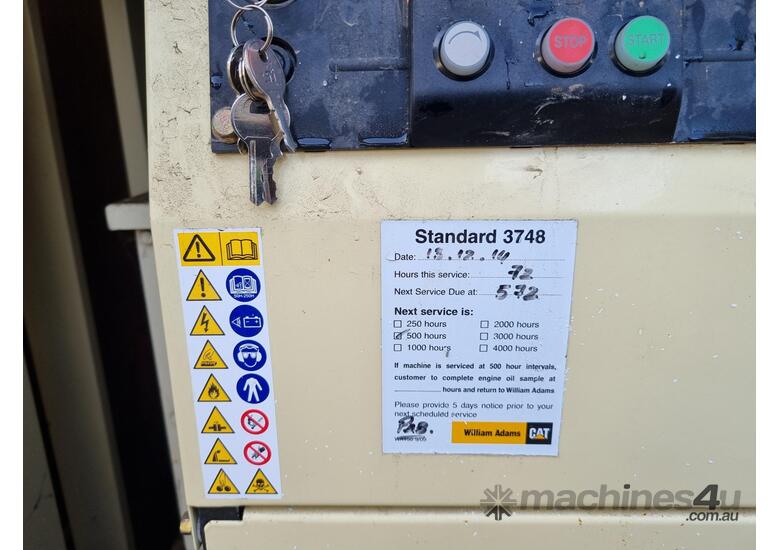 STOP
START
50H-250H
Standard 3748
Date: 18.12.14
Hours this service: 72
Next Service Due at: 572
Next service is:
250 hours 2000 hours
500 hours 3000 hours
1000 hours 4000 hours
If machine is serviced at 500 hour intervals,
customer to complete engine oil sample at
hours and return to William Adams
Please provide 5 days notice prior to your
next scheduled service
William Adams CAT
machines4u
.com.au